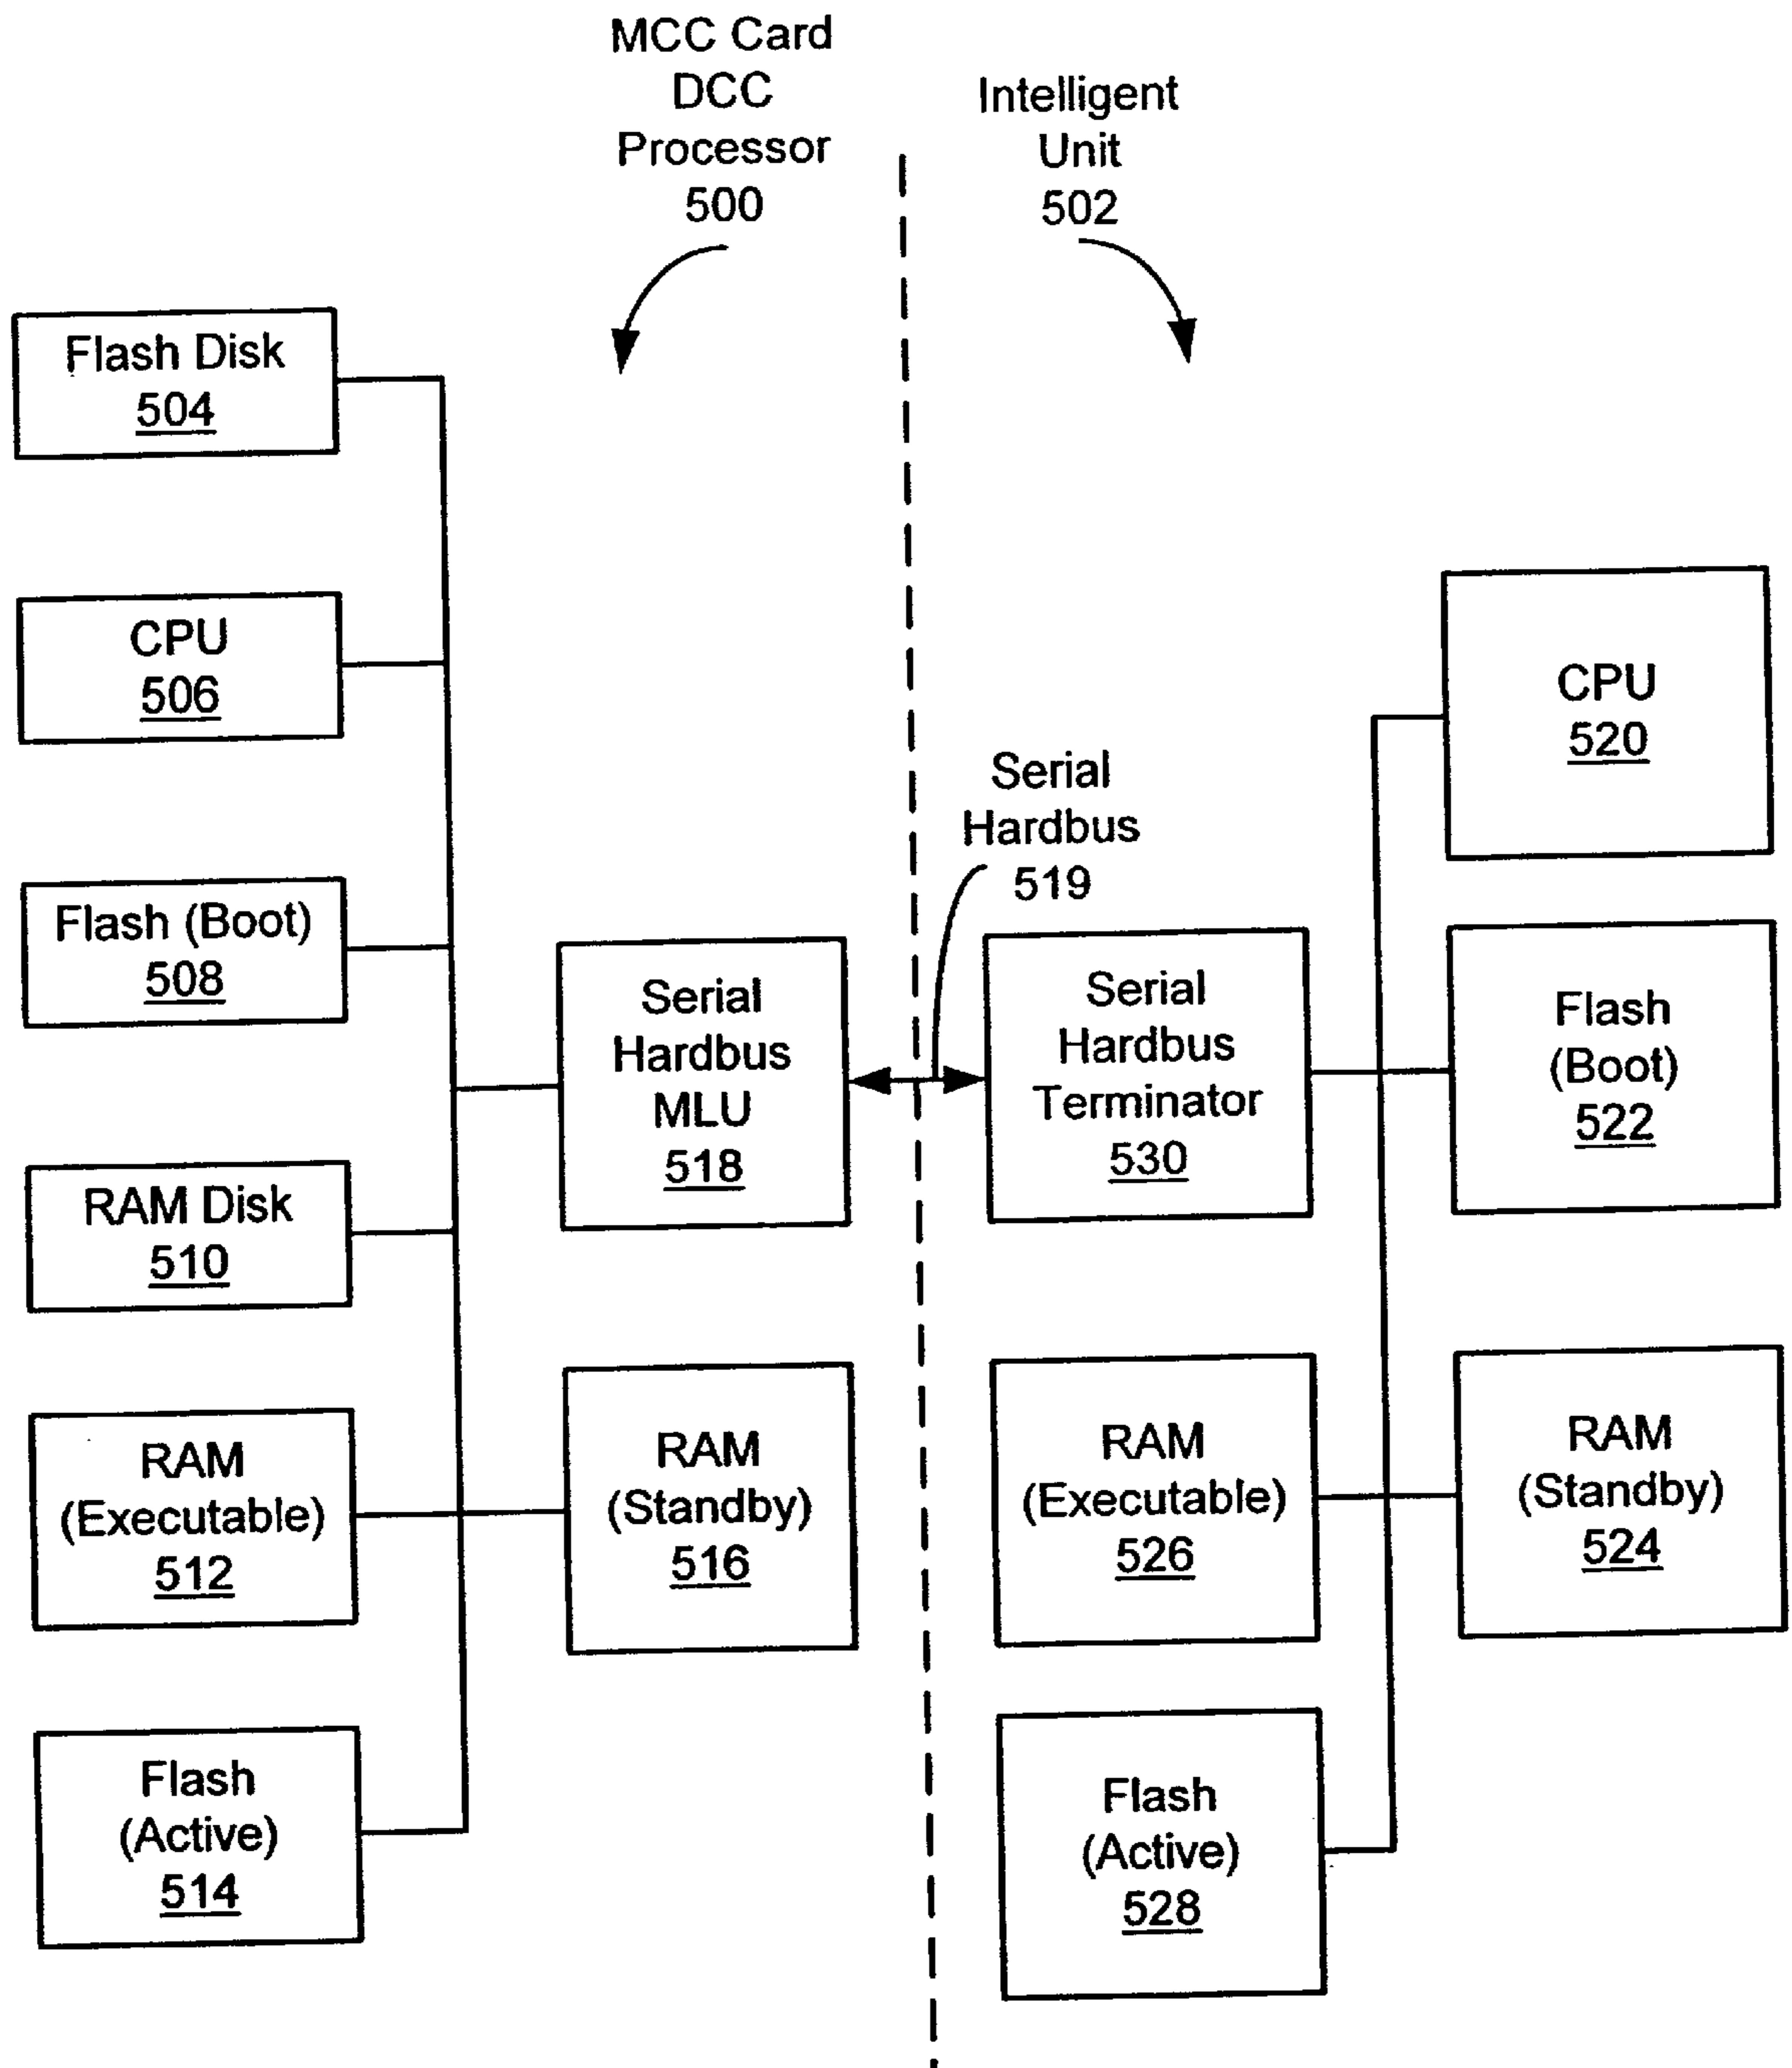 MCC Card
DCC
Processor
500
Intelligent
Unit
502
Flash Disk
504
CPU
506
Flash (Boot)
508
RAM Disk
510
RAM
(Executable)
512
Flash
(Active)
514
Serial
Hardbus
MLU
518
RAM
(Standby)
516
Serial
Hardbus
519
Serial
Hardbus
Terminator
530
RAM
(Executable)
526
Flash
(Active)
528
CPU
520
Flash
(Boot)
522
RAM
(Standby)
524